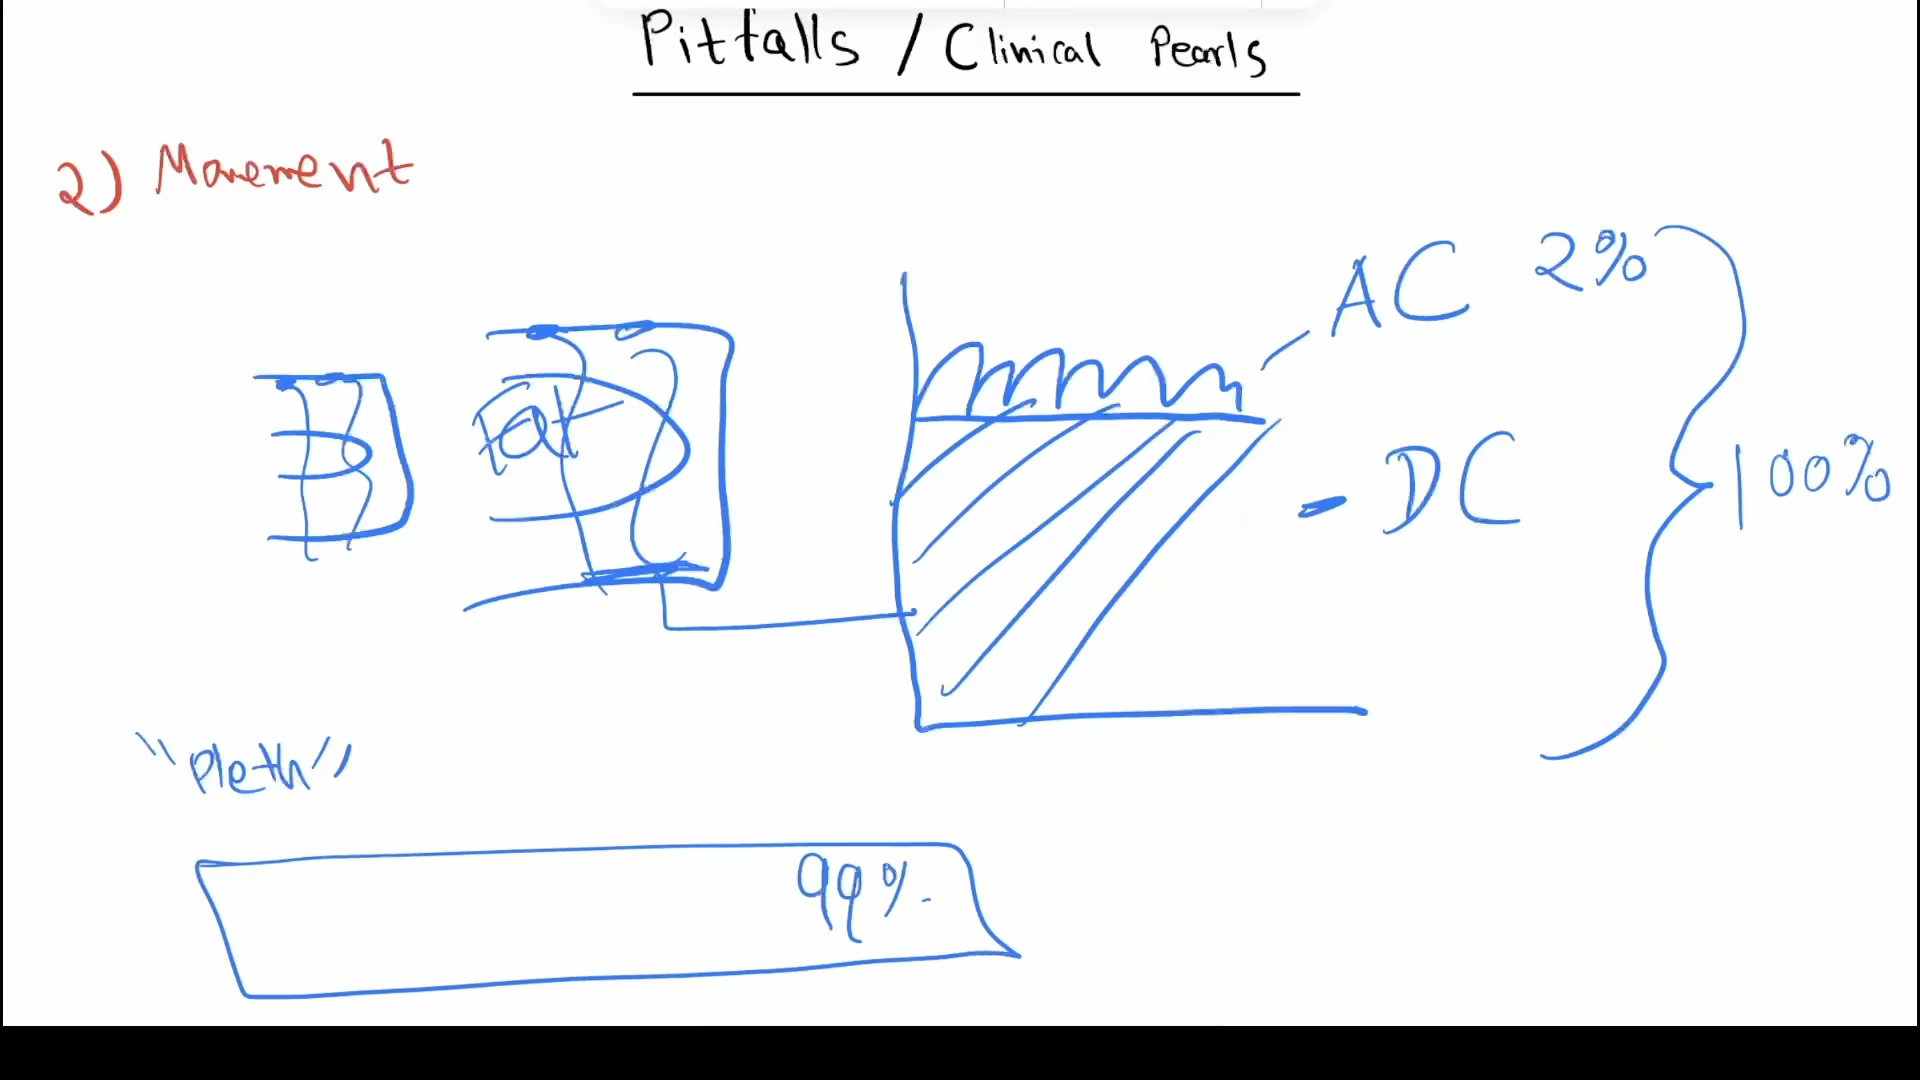 Pitfalls / Clinical Pearls
2) Movement
AC 2%
fat
- DC
100%
"Pleth"
99%